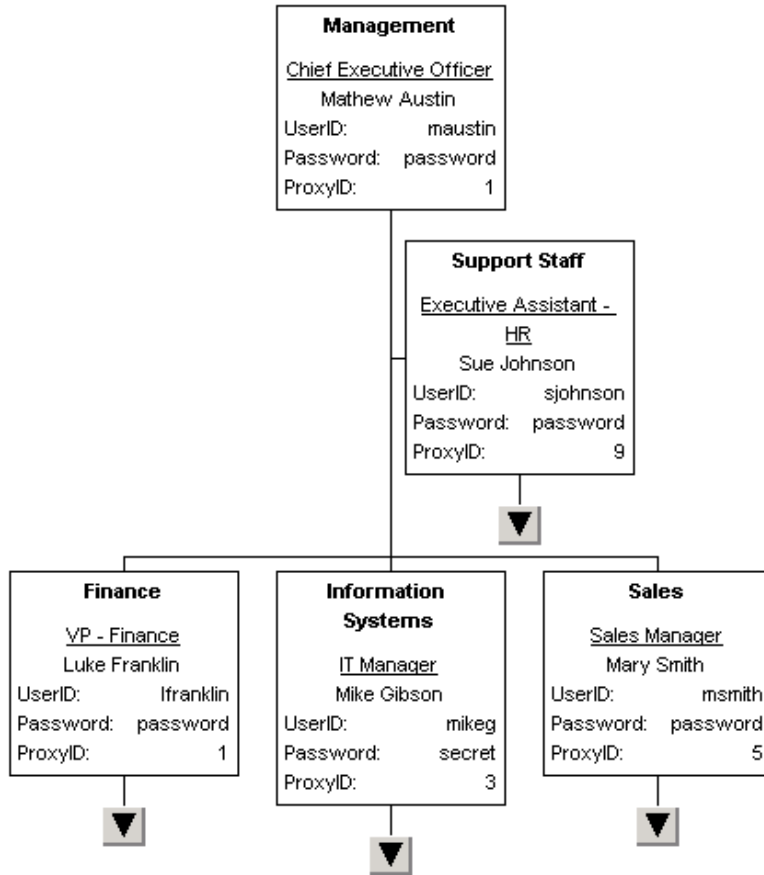 Management
Chief Executive Officer
Mathew Austin
UserID: maustin
Password: password
ProxyID: 1
Support Staff
Executive Assistant -
HR
Sue Johnson
UserID: sjohnson
Password: password
ProxyID: 9
Finance
VP - Finance
Luke Franklin
UserID: lfranklin
Password: password
ProxyID: 1
Information
Systems
IT Manager
Mike Gibson
UserID: mikeg
Password: secret
ProxyID: 3
Sales
Sales Manager
Mary Smith
UserID: msmith
Password: password
ProxyID: 5